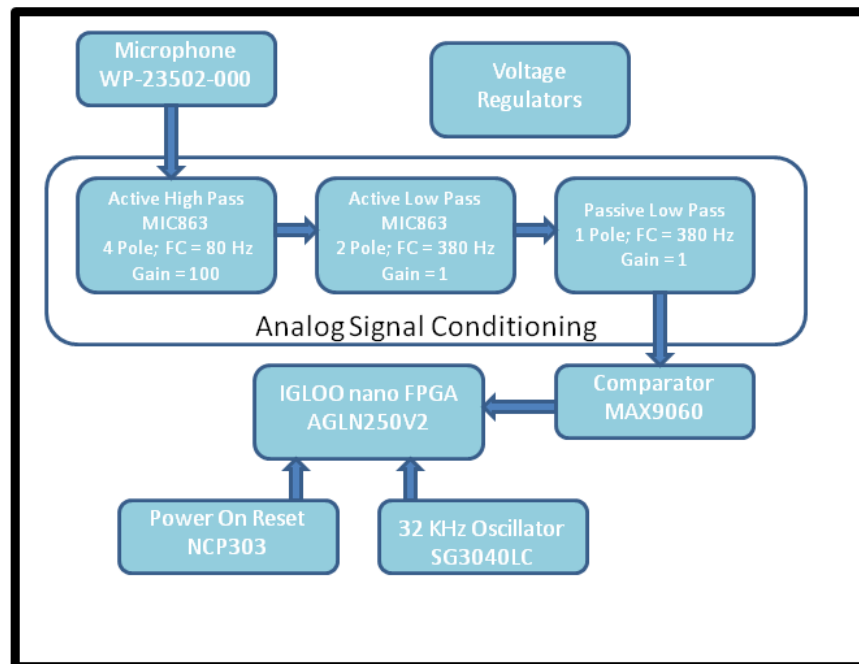 Microphone
WP-23502-000
Voltage
Regulators
Active High Pass
MIC863
4 Pole; FC = 80 Hz
Gain = 100
Active Low Pass
MIC863
2 Pole; FC = 380 Hz
Gain = 1
Passive Low Pass
1 Pole; FC = 380 Hz
Gain = 1
Analog Signal Conditioning
IGLOO nano FPGA
AGLN250V2
Comparator
MAX9060
Power On Reset
NCP303
32 KHz Oscillator
SG3040LC